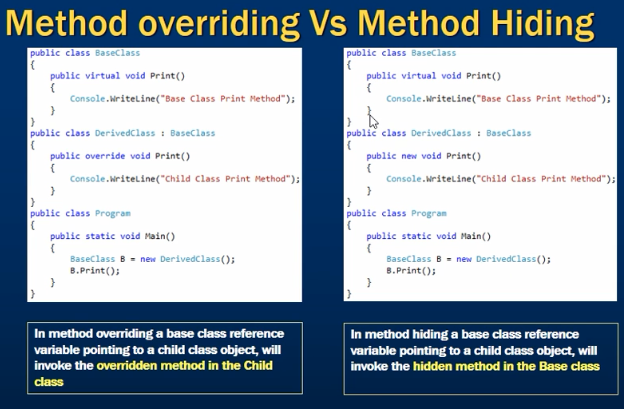 Method overriding Vs Method Hiding
public class BaseClass
{
public virtual void Print()
{
Console.WriteLine("Base Class Print Method");
}
}
public class DerivedClass : BaseClass
{
public override void Print()
{
Console.WriteLine("Child Class Print Method");
}
}
public class Program
{
public static void Main()
{
BaseClass B = new DerivedClass();
B.Print();
}
}
In method overriding a base class reference
variable pointing to a child class object, will
invoke the overridden method in the Child
class
public class BaseClass
{
public virtual void Print()
{
Console.WriteLine("Base Class Print Method");
}
}
public class DerivedClass : BaseClass
{
public new void Print()
{
Console.WriteLine("Child Class Print Method");
}
}
public class Program
{
public static void Main()
{
BaseClass B = new DerivedClass();
B.Print();
}
}
In method hiding a base class reference
variable pointing to a child class object, will
invoke the hidden method in the Base class